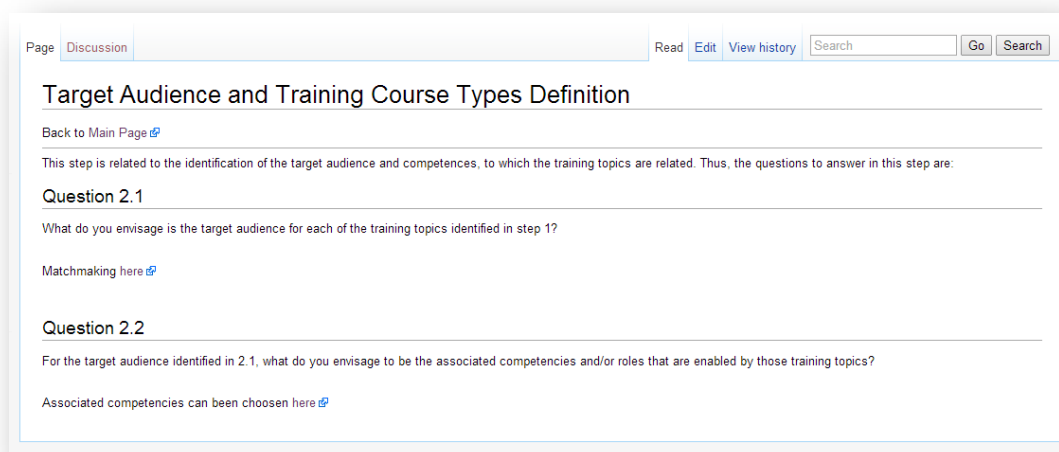 Page Discussion Read Edit View history Search Go Search
Target Audience and Training Course Types Definition
Back to Main Page
This step is related to the identification of the target audience and competences, to which the training topics are related. Thus, the questions to answer in this step are:
Question 2.1
What do you envisage is the target audience for each of the training topics identified in step 1?
Matchmaking here
Question 2.2
For the target audience identified in 2.1, what do you envisage to be the associated competencies and/or roles that are enabled by those training topics?
Associated competencies can been choosen here